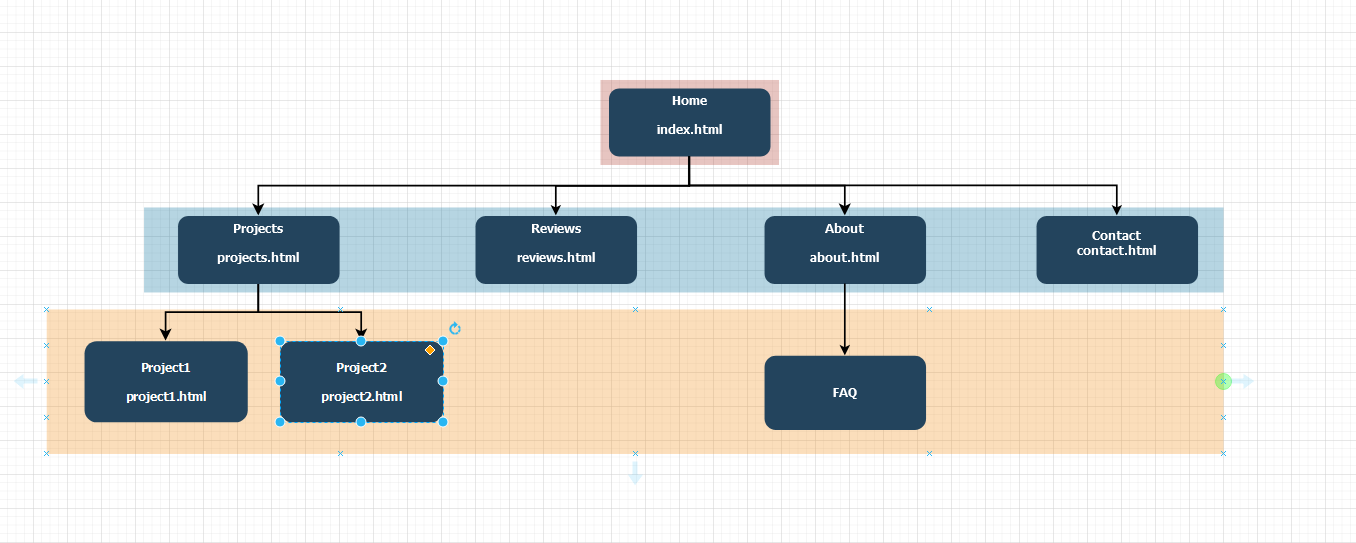 Home
index.html
Projects
projects.html
Reviews
reviews.html
About
about.html
Contact
contact.html
Project1
project1.html
Project2
project2.html
FAQ